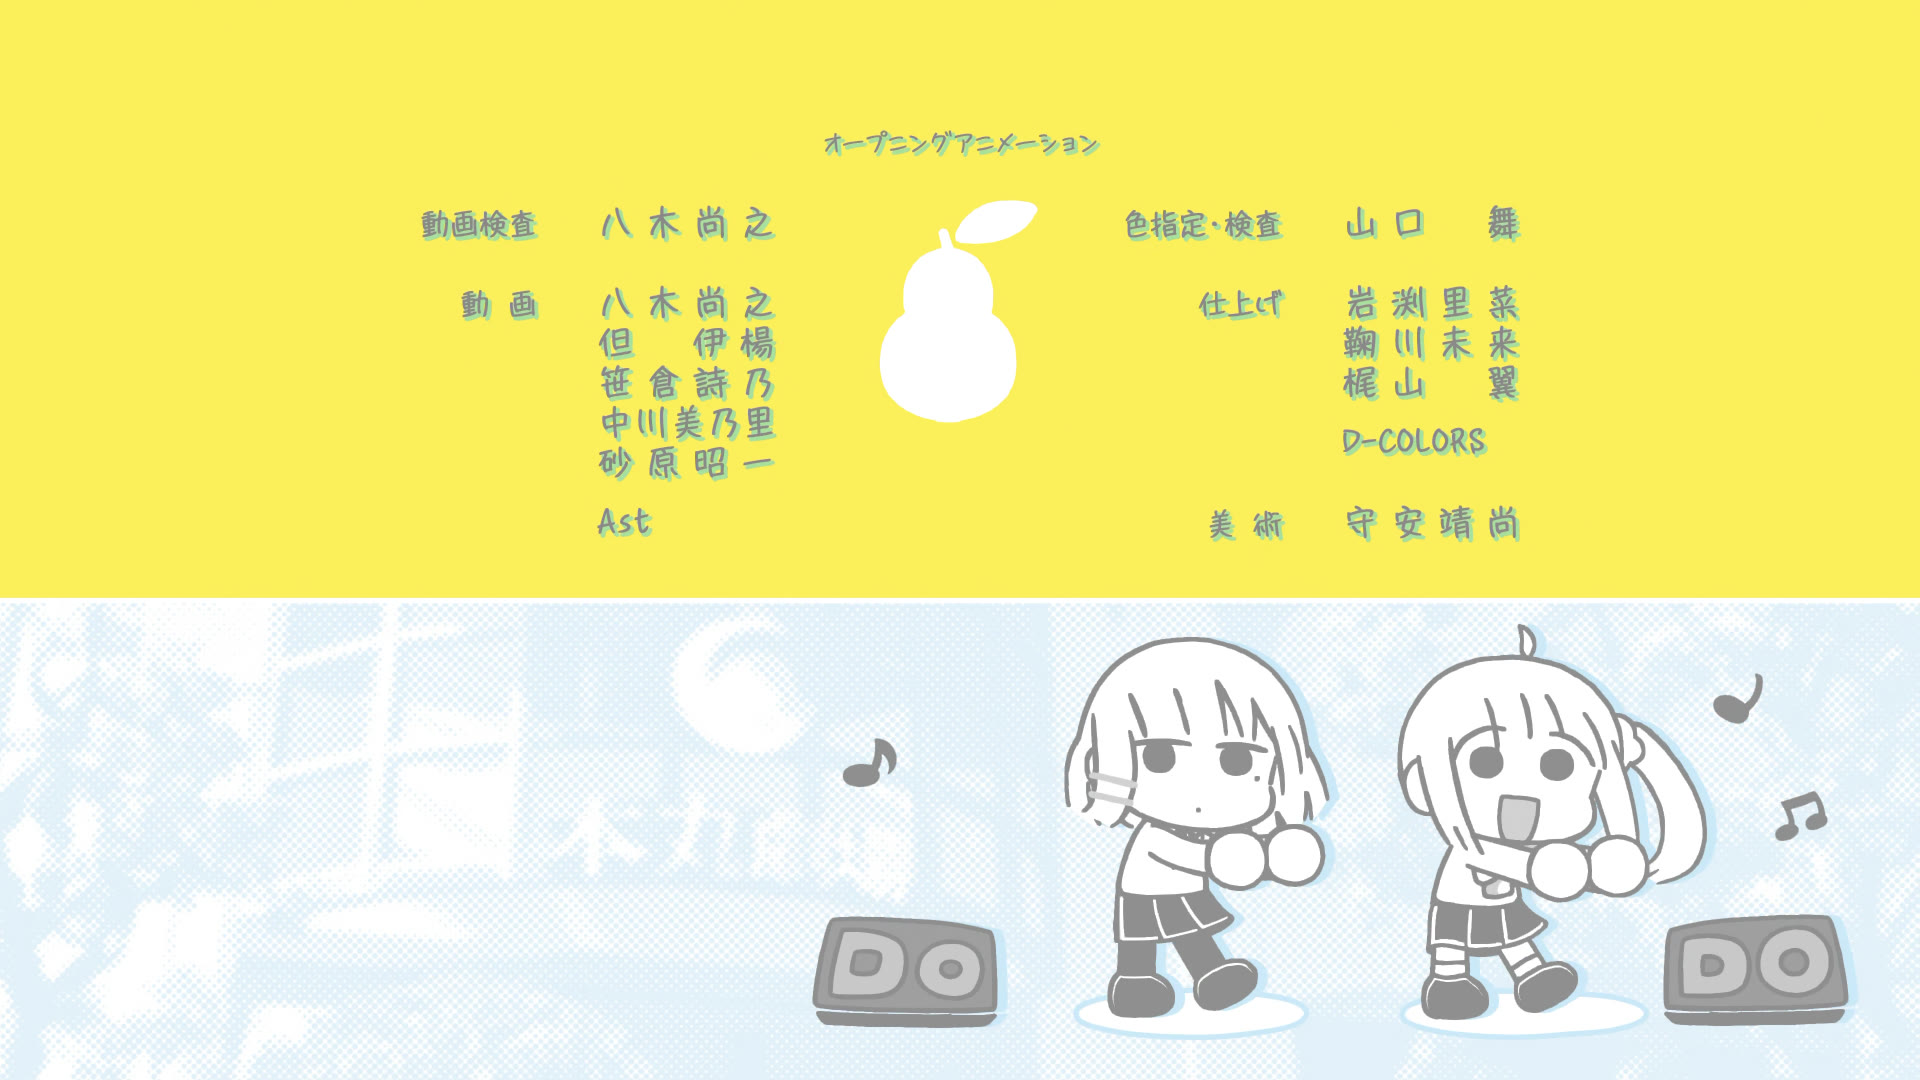 オープニングアニメーション
動画検査 八木尚之
動画 八木尚之
但 伊楊
笹倉詩乃
中川美乃里
砂原昭一
Ast
色指定・検査 山口 舞
仕上げ 岩渕里菜
鞠川未来
梶山 翼
D-COLORS
美術 守安靖尚
DO
DO